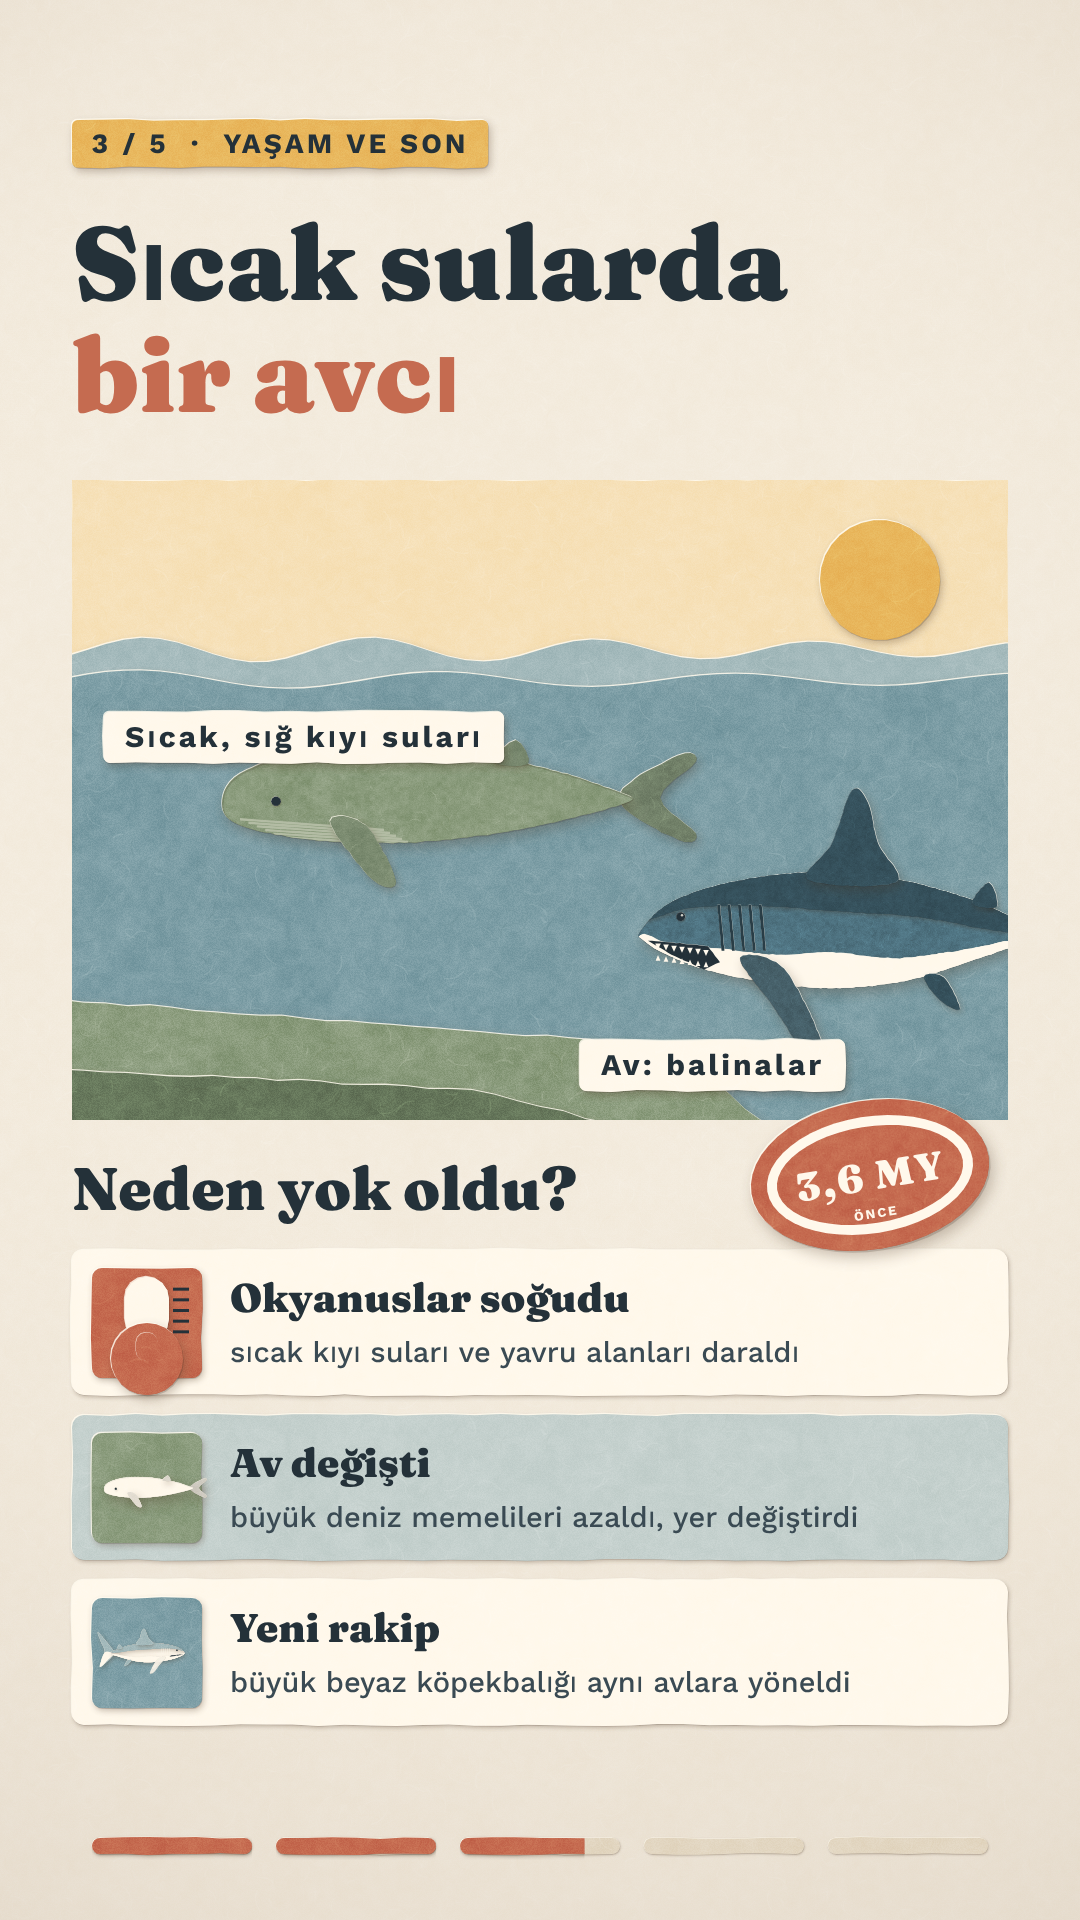 3 / 5 · YAŞAM VE SON
Sıcak sularda
bir avcı
Sıcak, sığ kıyı suları
Av: balinalar
Neden yok oldu?
3,6 MY
ÖNCE
Okyanuslar soğudu
sıcak kıyı suları ve yavru alanları daraldı
Av değişti
büyük deniz memelileri azaldı, yer değiştirdi
Yeni rakip
büyük beyaz köpekbalığı aynı avlara yöneldi